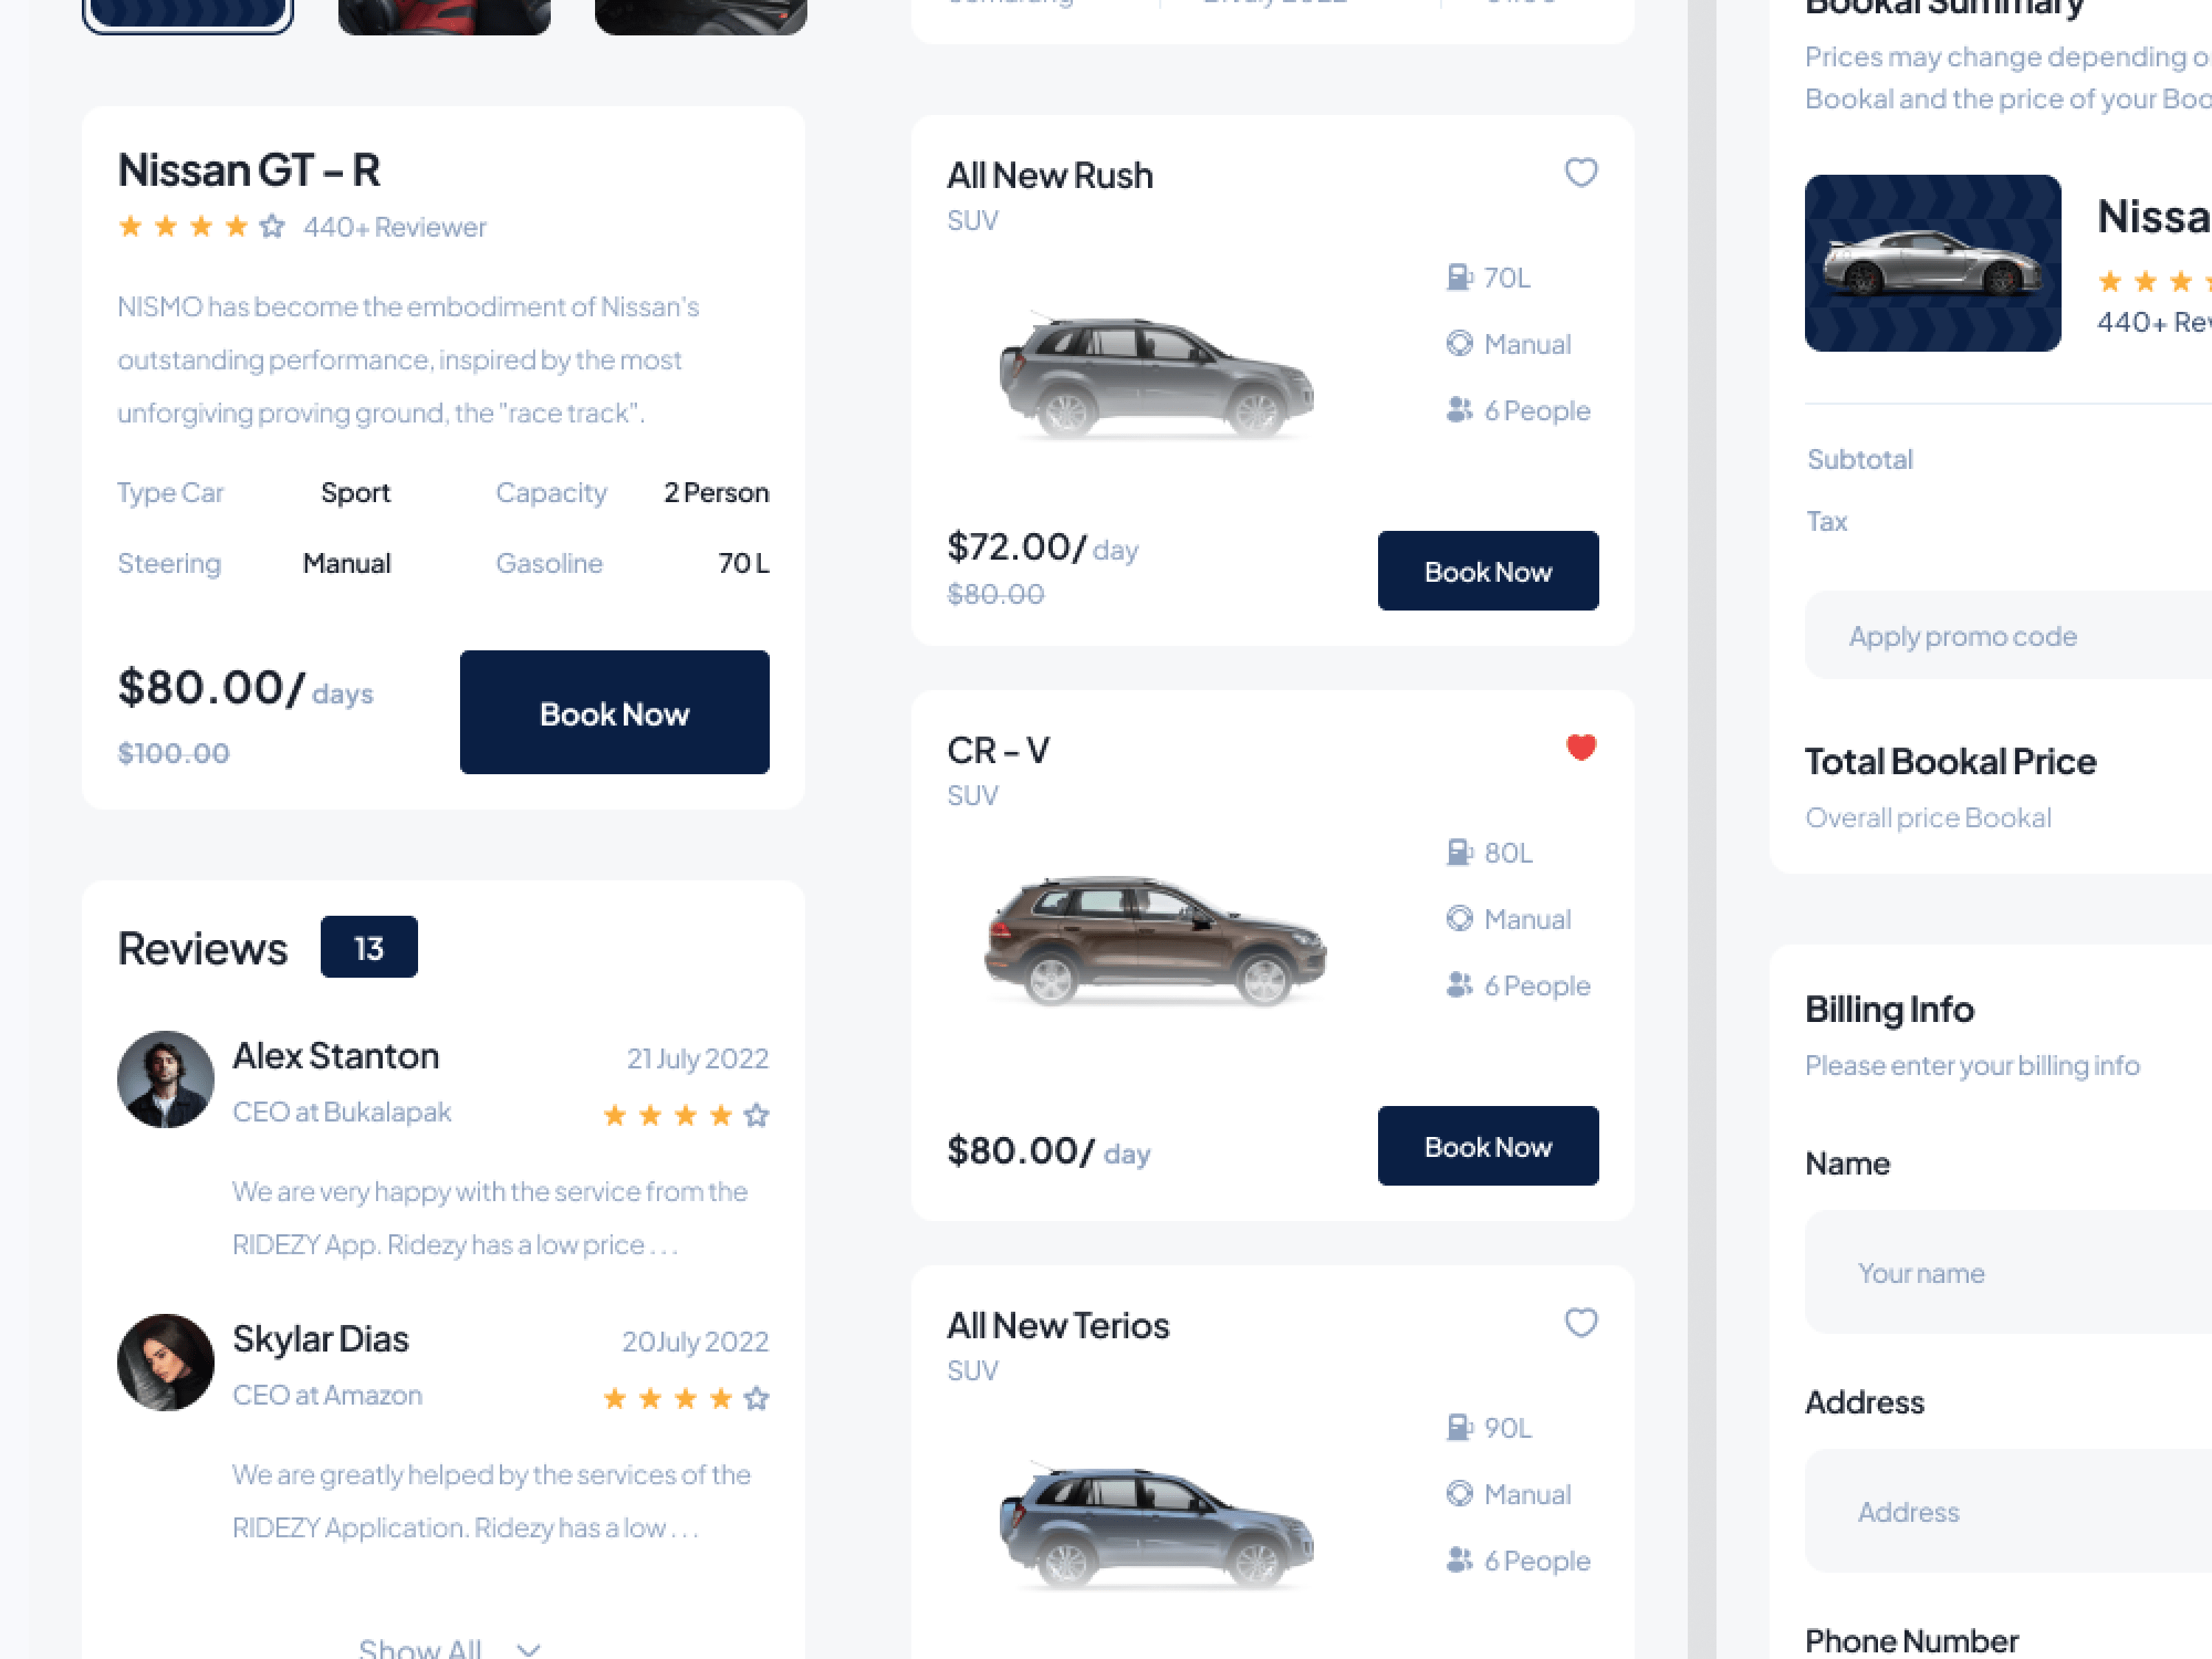 Nissan GT – R
440+ Reviewer
NISMO has become the embodiment of Nissan's
outstanding performance, inspired by the most
unforgiving proving ground, the "race track".
Type Car Sport Capacity 2 Person
Steering Manual Gasoline 70 L
$80.00/ days
$100.00
Book Now
Reviews 13
Alex Stanton 21 July 2022
CEO at Bukalapak
We are very happy with the service from the
RIDEZY App. Ridezy has a low price . . .
Skylar Dias 20 July 2022
CEO at Amazon
We are greatly helped by the services of the
RIDEZY Application. Ridezy has a low . . .
Show All
All New Rush
SUV
70L
Manual
6 People
$72.00/ day
$80.00
Book Now
CR – V
SUV
80L
Manual
6 People
$80.00/ day
Book Now
All New Terios
SUV
90L
Manual
6 People
Bookal Summary
Prices may change depending o
Bookal and the price of your Boo
Nissa
440+ Rev
Subtotal
Tax
Apply promo code
Total Bookal Price
Overall price Bookal
Billing Info
Please enter your billing info
Name
Your name
Address
Address
Phone Number